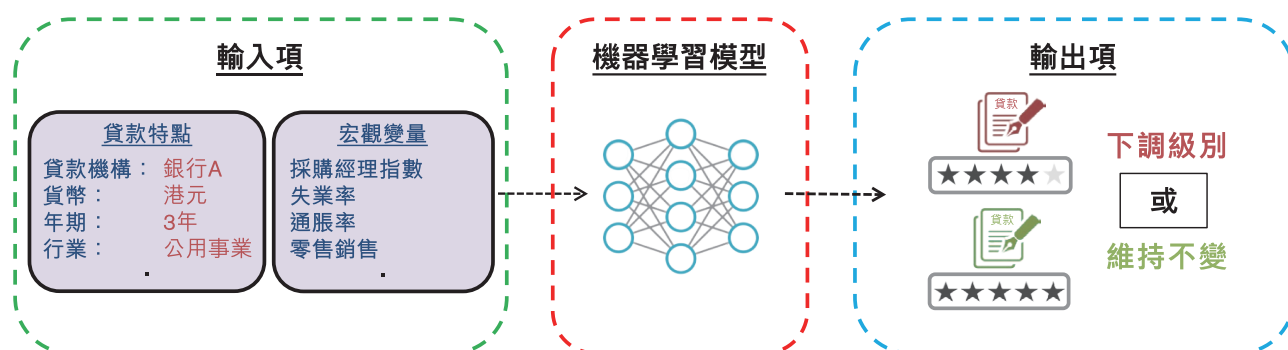 輸入項
貸款特點
貸款機構： 銀行A
貨幣： 港元
年期： 3年
行業： 公用事業
.
宏觀變量
採購經理指數
失業率
通脹率
零售銷售
.
機器學習模型
輸出項
貸款
下調級別
或
貸款
維持不變